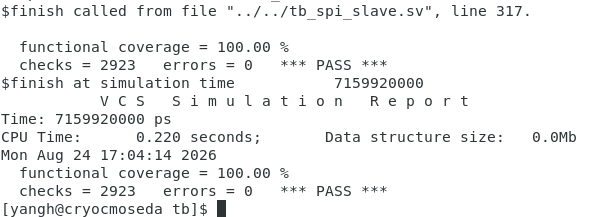 $finish called from file "../../tb_spi_slave.sv", line 317.
functional coverage = 100.00 %
checks = 2923 errors = 0 *** PASS ***
$finish at simulation time 7159920000
V C S S i m u l a t i o n R e p o r t
Time: 7159920000 ps
CPU Time: 0.220 seconds; Data structure size: 0.0Mb
Mon Aug 24 17:04:14 2026
functional coverage = 100.00 %
checks = 2923 errors = 0 *** PASS ***
[yangh@cryocmoseda tb]$